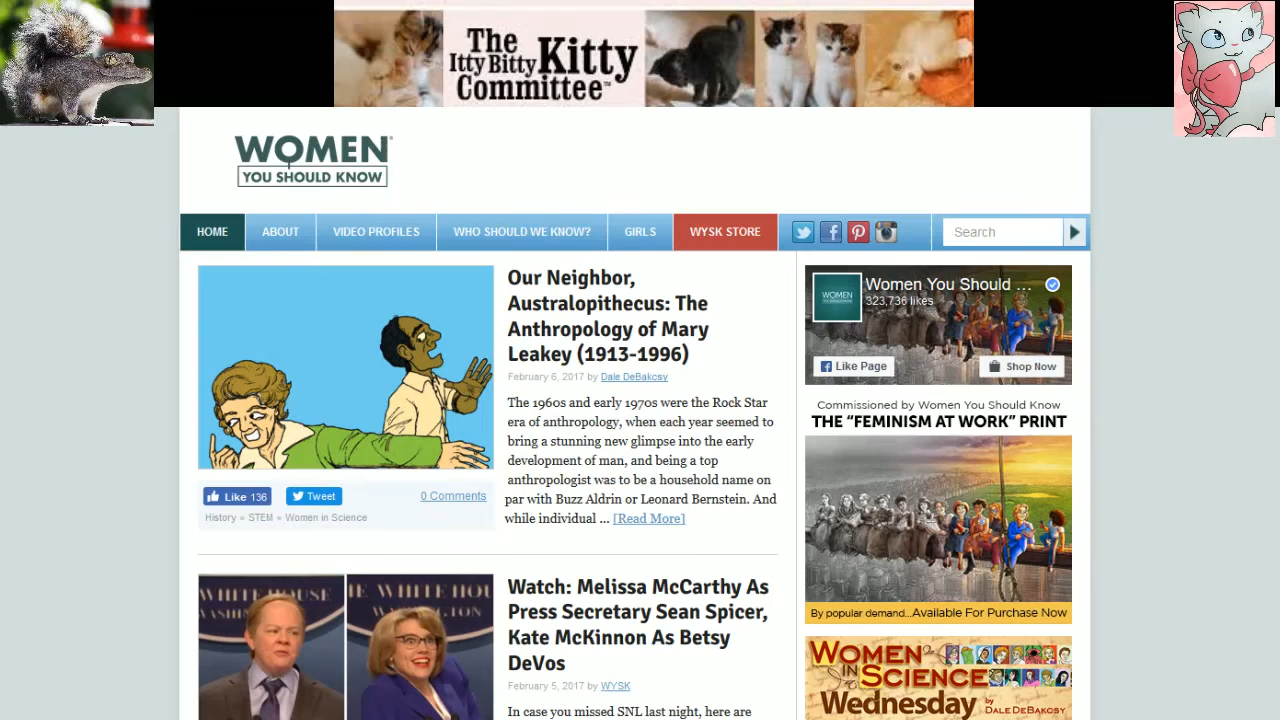 The
Itty Bitty Kitty
Committee™
WOMEN®
YOU SHOULD KNOW
HOME
ABOUT
VIDEO PROFILES
WHO SHOULD WE KNOW?
GIRLS
WYSK STORE
Search
Our Neighbor,
Australopithecus: The
Anthropology of Mary
Leakey (1913-1996)
February 6, 2017 by Dale DeBakcsy
The 1960s and early 1970s were the Rock Star
era of anthropology, when each year seemed to
bring a stunning new glimpse into the early
development of man, and being a top
anthropologist was to be a household name on
par with Buzz Aldrin or Leonard Bernstein. And
while individual ... [Read More]
Like 136
Tweet
0 Comments
History » STEM » Women in Science
WHITE HOUSE
WASHINGTON
E WHITE HOU
WASHINGTON
Watch: Melissa McCarthy As
Press Secretary Sean Spicer,
Kate McKinnon As Betsy
DeVos
February 5, 2017 by WYSK
In case you missed SNL last night, here are
WOMEN
Women You Should ...
323,736 likes
Like Page
Shop Now
Commissioned by Women You Should Know
THE “FEMINISM AT WORK” PRINT
By popular demand...Available For Purchase Now
WOMEN
IN SCIENCE
Wednesday
by DALE DEBAKCSY